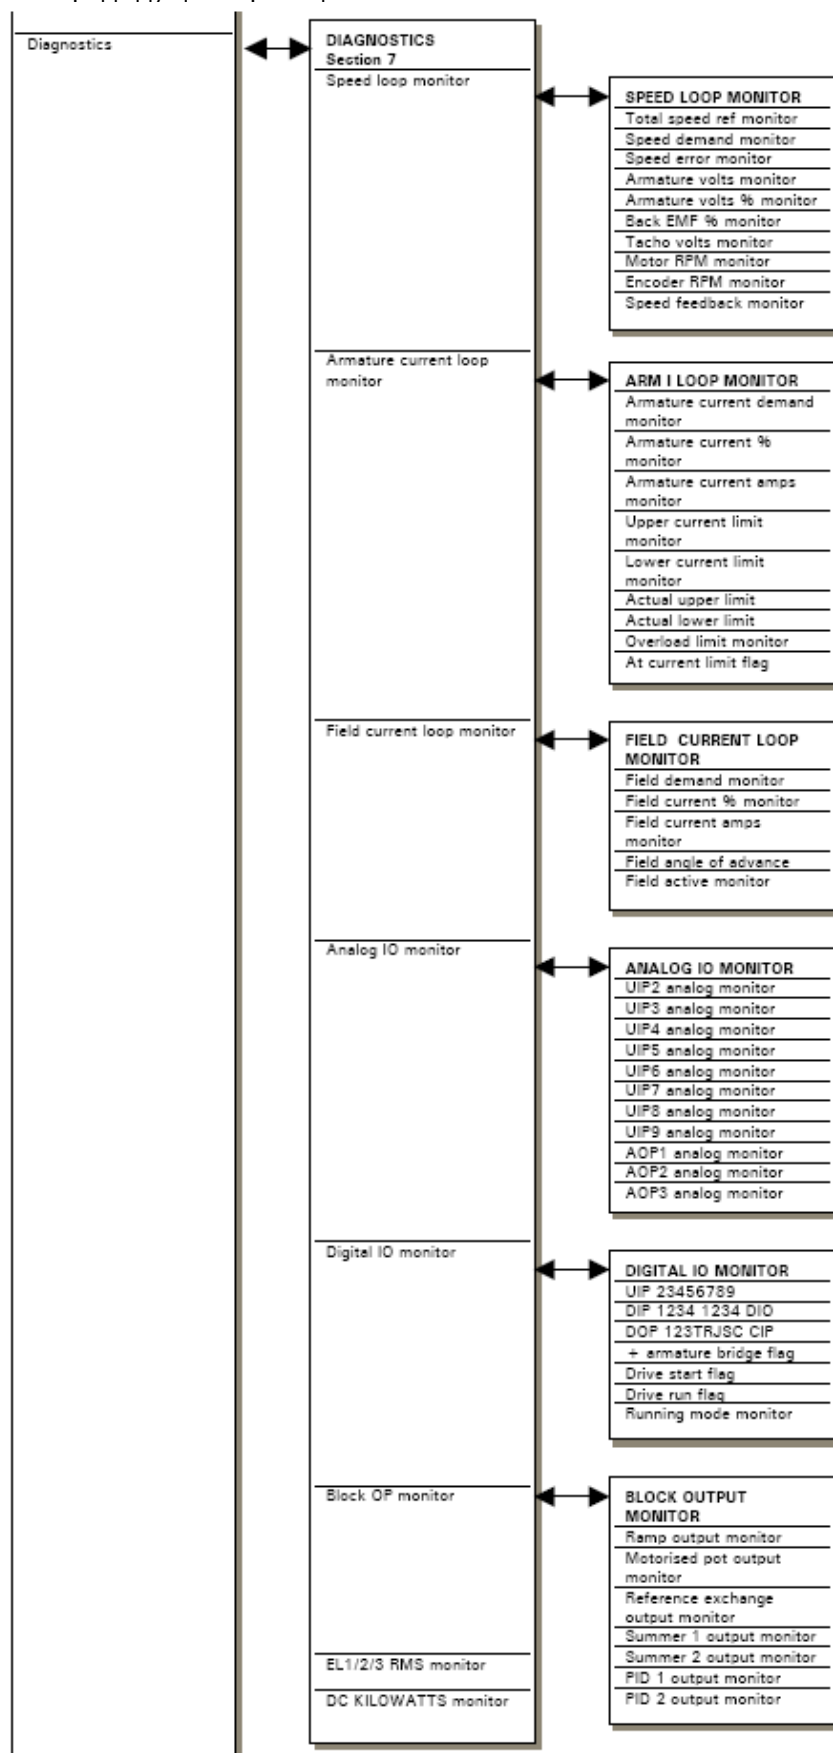 Diagnostics
DIAGNOSTICS
Section 7
Speed loop monitor
SPEED LOOP MONITOR
Total speed ref monitor
Speed demand monitor
Speed error monitor
Armature volts monitor
Armature volts % monitor
Back EMF % monitor
Tacho volts monitor
Motor RPM monitor
Encoder RPM monitor
Speed feedback monitor
Armature current loop
monitor
ARM I LOOP MONITOR
Armature current demand
monitor
Armature current %
monitor
Armature current amps
monitor
Upper current limit
monitor
Lower current limit
monitor
Actual upper limit
Actual lower limit
Overload limit monitor
At current limit flag
Field current loop monitor
FIELD CURRENT LOOP
MONITOR
Field demand monitor
Field current % monitor
Field current amps
monitor
Field angle of advance
Field active monitor
Analog IO monitor
ANALOG IO MONITOR
UIP2 analog monitor
UIP3 analog monitor
UIP4 analog monitor
UIP5 analog monitor
UIP6 analog monitor
UIP7 analog monitor
UIP8 analog monitor
UIP9 analog monitor
AOP1 analog monitor
AOP2 analog monitor
AOP3 analog monitor
Digital IO monitor
DIGITAL IO MONITOR
UIP 23456789
DIP 1234 1234 DIO
DOP 123TRJSC CIP
+ armature bridge flag
Drive start flag
Drive run flag
Running mode monitor
Block OP monitor
BLOCK OUTPUT
MONITOR
Ramp output monitor
Motorised pot output
monitor
Reference exchange
output monitor
Summer 1 output monitor
Summer 2 output monitor
PID 1 output monitor
PID 2 output monitor
EL1/2/3 RMS monitor
DC KILOWATTS monitor